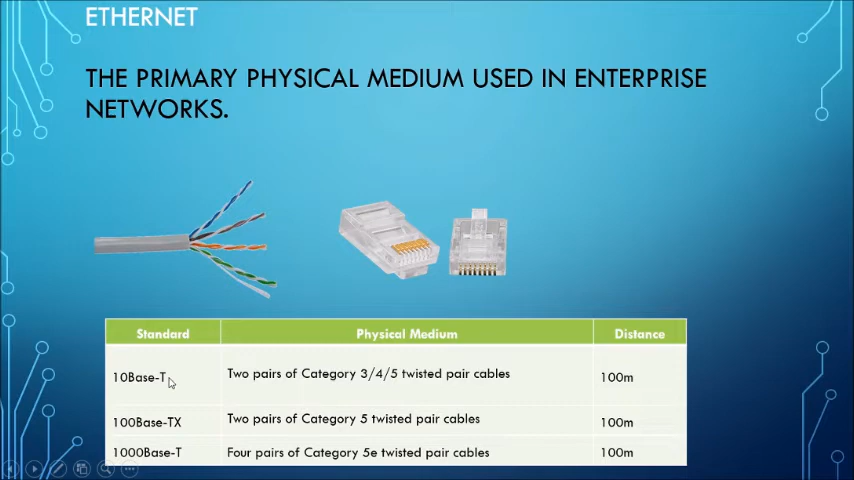 ETHERNET
THE PRIMARY PHYSICAL MEDIUM USED IN ENTERPRISE
NETWORKS.
Standard Physical Medium Distance
10Base-T Two pairs of Category 3/4/5 twisted pair cables 100m
100Base-TX Two pairs of Category 5 twisted pair cables 100m
1000Base-T Four pairs of Category 5e twisted pair cables 100m